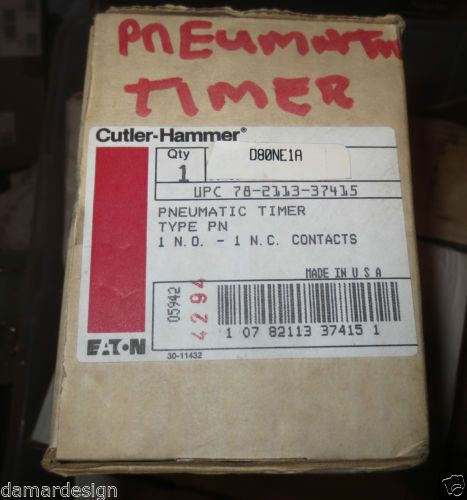 PNEUMATIC
TIMER
Cutler-Hammer®
Qty
1
D80NE1A
UPC 78-2113-37415
PNEUMATIC TIMER
TYPE PN
1 N.O. - 1 N.C. CONTACTS
MADE IN U S A
05942
4294
1 07 82113 37415 1
EATON
30-11432
damardesign